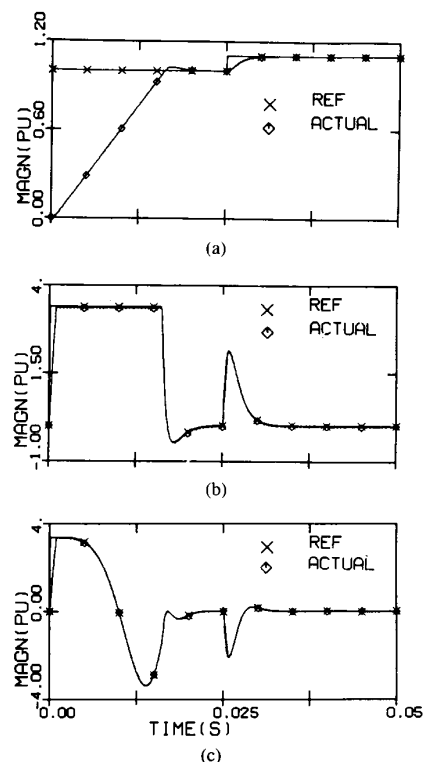 1.20
0.60
0.00
MAGN(PU)
REF
ACTUAL
(a)
4.
1.50
-1.00
MAGN(PU)
REF
ACTUAL
(b)
4.
0.00
-4.00
MAGN(PU)
REF
ACTUAL
-0.00
0.025
0.05
TIME(S)
(c)